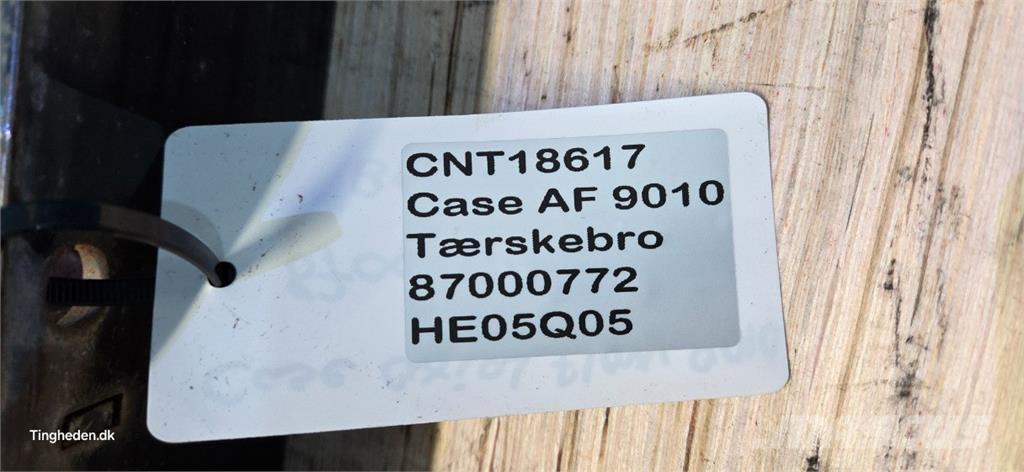 CNT18617
Case AF 9010
Tærskebro
87000772
HE05Q05
Tingheden.dk